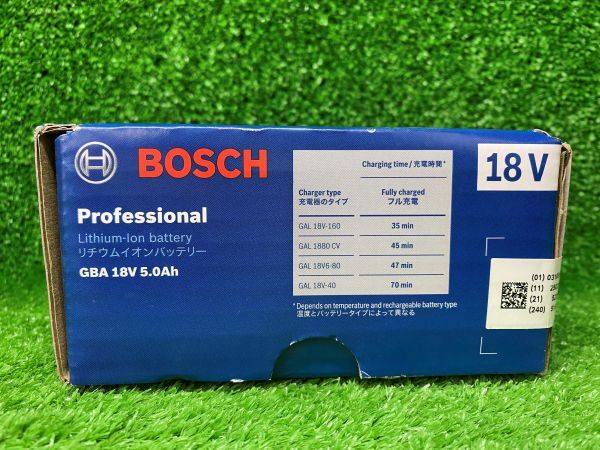 BOSCH
Professional
Lithium-Ion battery
リチウムイオンバッテリー
GBA 18V 5.0Ah
Charging time / 充電時間*
Charger type Fully charged
充電器のタイプ フル充電
GAL 18V-160 35 min
GAL 1880 CV 45 min
GAL 18V6-80 47 min
GAL 18V-40 70 min
*Depends on temperature and rechargeable battery type
温度とバッテリータイプによって異なる
18 V
(01)
(11)
(21)
(240)